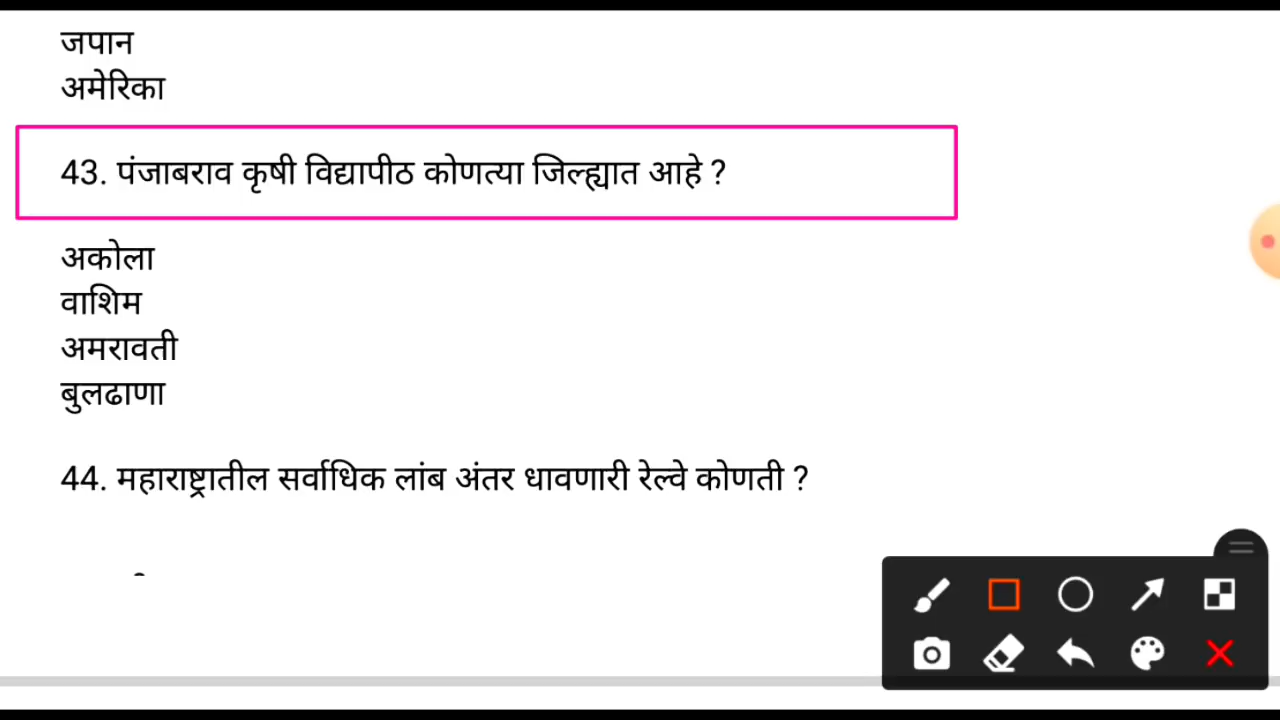 जपान
अमेरिका
43. पंजाबराव कृषी विद्यापीठ कोणत्या जिल्ह्यात आहे ?
अकोला
वाशिम
अमरावती
बुलढाणा
44. महाराष्ट्रातील सर्वाधिक लांब अंतर धावणारी रेल्वे कोणती ?